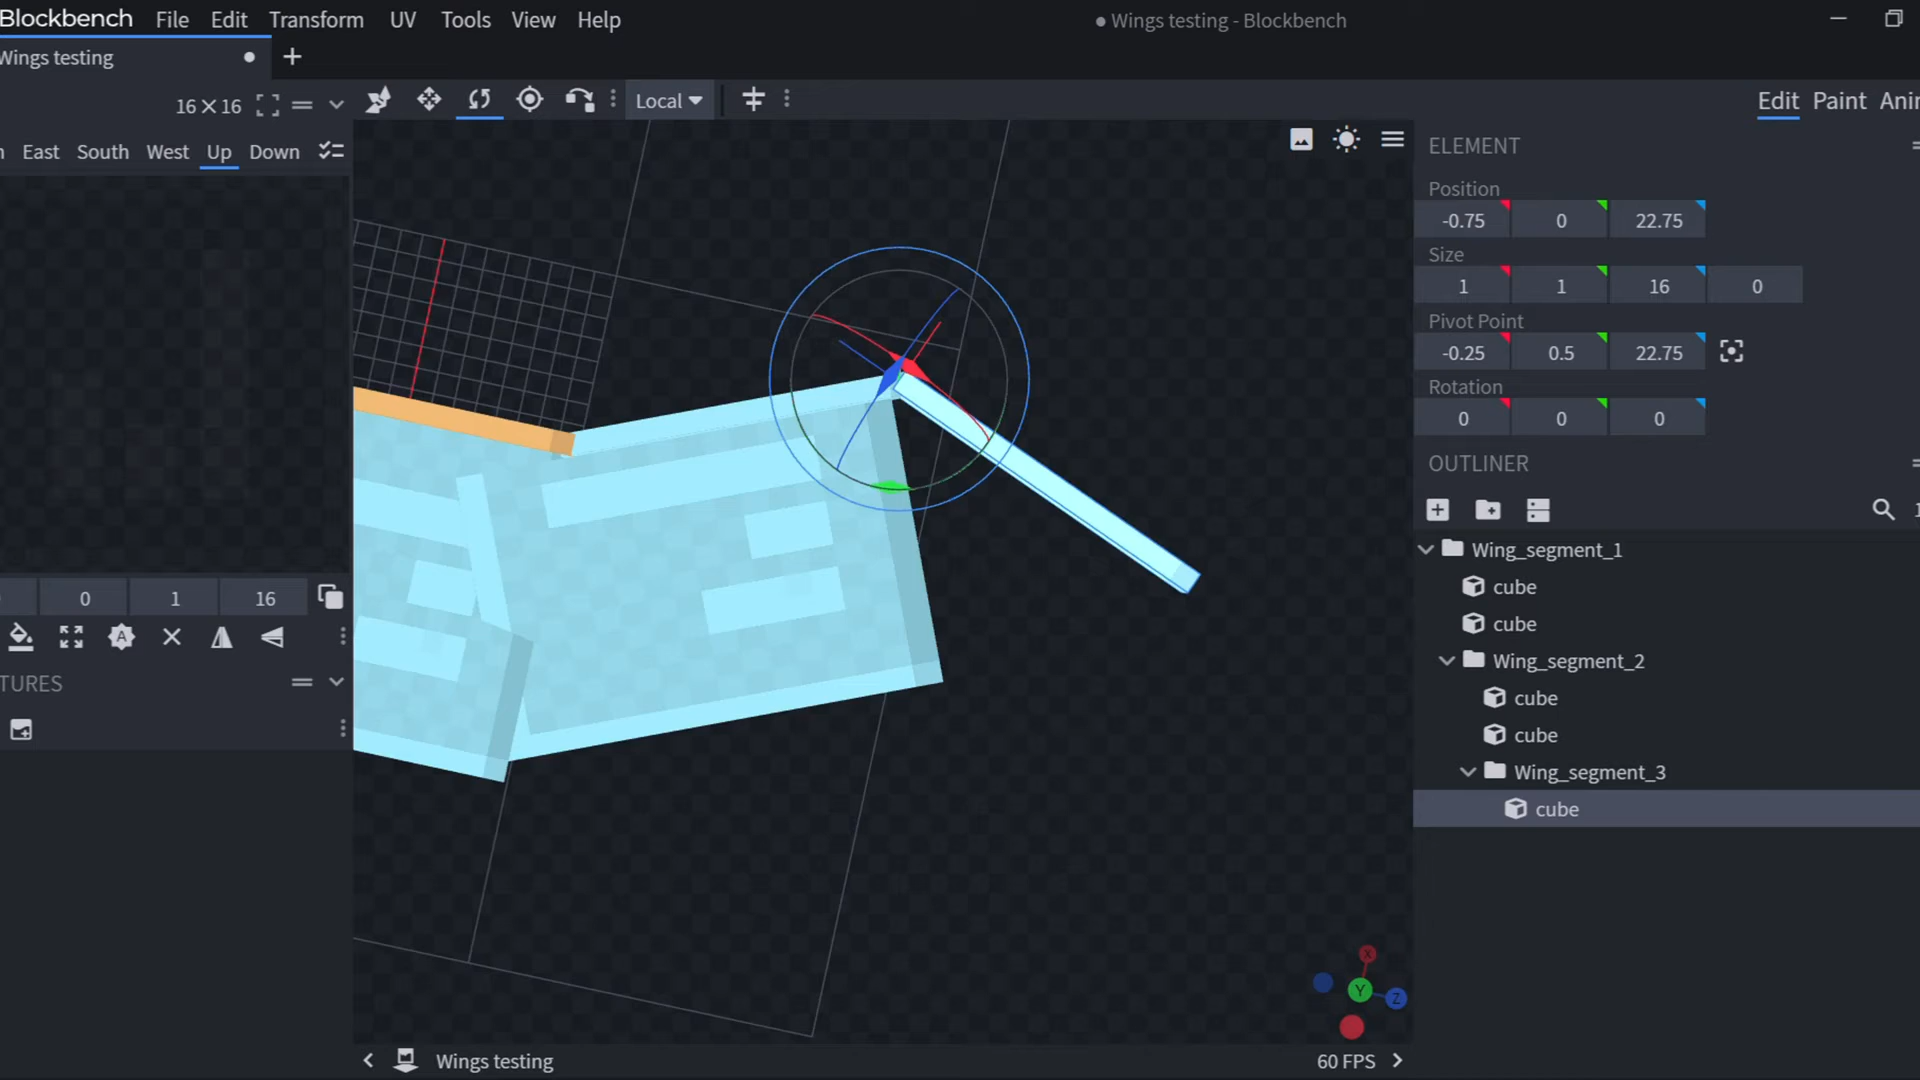 Blockbench File Edit Transform UV Tools View Help
Wings testing - Blockbench
Wings testing
16×16
Local
Edit Paint Anir
East South West Up Down
ELEMENT
Position
-0.75 0 22.75
Size
1 1 16 0
Pivot Point
-0.25 0.5 22.75
Rotation
0 0 0
OUTLINER
Wing_segment_1
cube
cube
Wing_segment_2
cube
cube
Wing_segment_3
cube
0 1 16
A
TURES
X
Y
Z
Wings testing
60 FPS